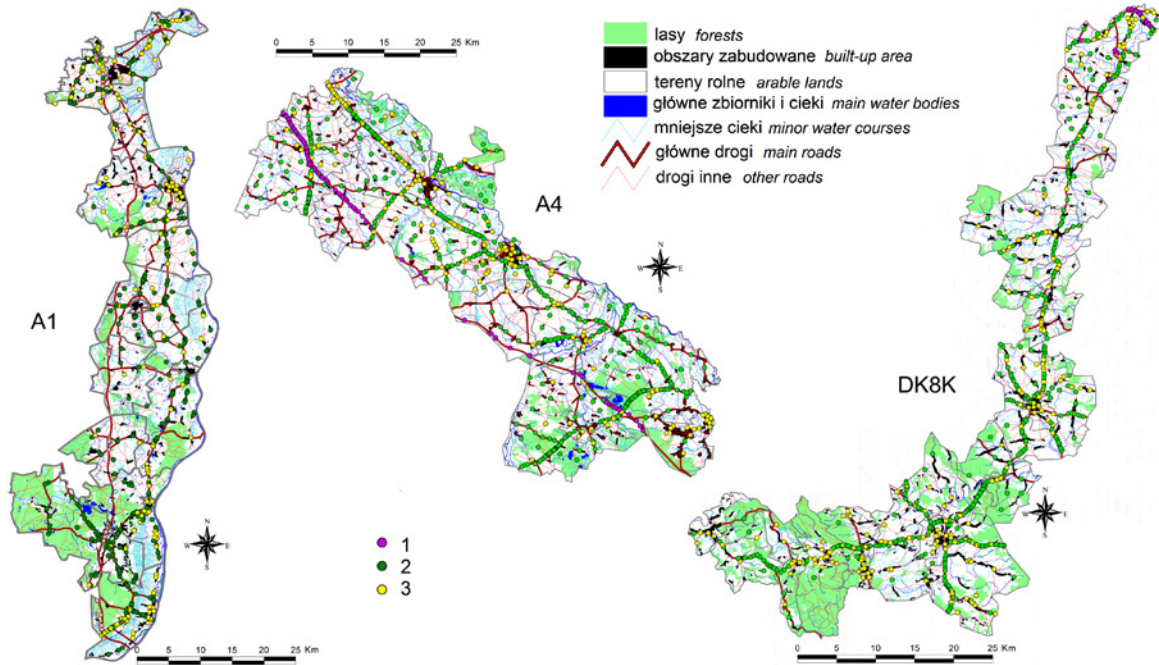 0 5 10 15 20 25 Km
lasy forests
obszary zabudowane built-up area
tereny rolne arable lands
główne zbiorniki i cieki main water bodies
mniejsze cieki minor water courses
główne drogi main roads
drogi inne other roads
A4
N
W E
S
A1
DK8K
N
W E
S
N
W E
S
1
2
3
0 5 10 15 20 25 Km
0 5 10 15 20 25 Km